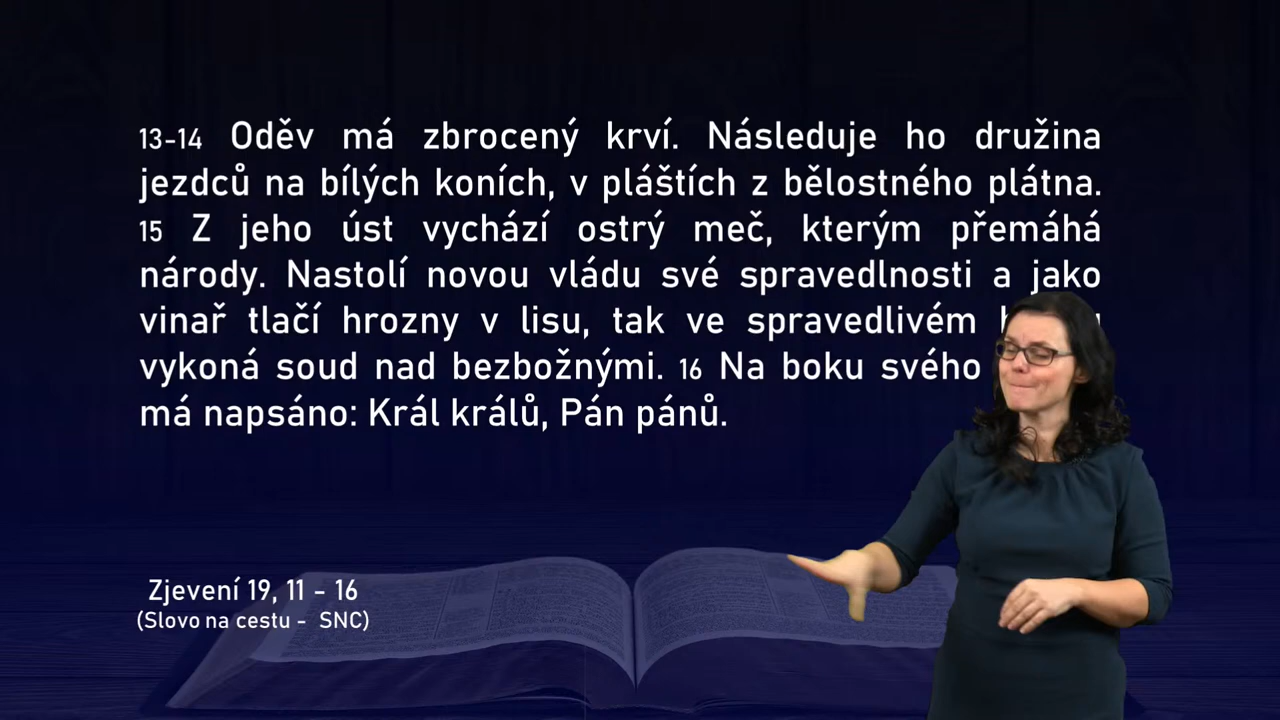 13-14 Oděv má zbrocený krví. Následuje ho družina
jezdců na bílých koních, v pláštích z bělostného plátna.
15 Z jeho úst vychází ostrý meč, kterým přemáhá
národy. Nastolí novou vládu své spravedlnosti a jako
vinař tlačí hrozny v lisu, tak ve spravedlivém
vykoná soud nad bezbožnými. 16 Na boku svého
má napsáno: Král králů, Pán pánů.
Zjevení 19, 11 - 16
(Slovo na cestu - SNC)